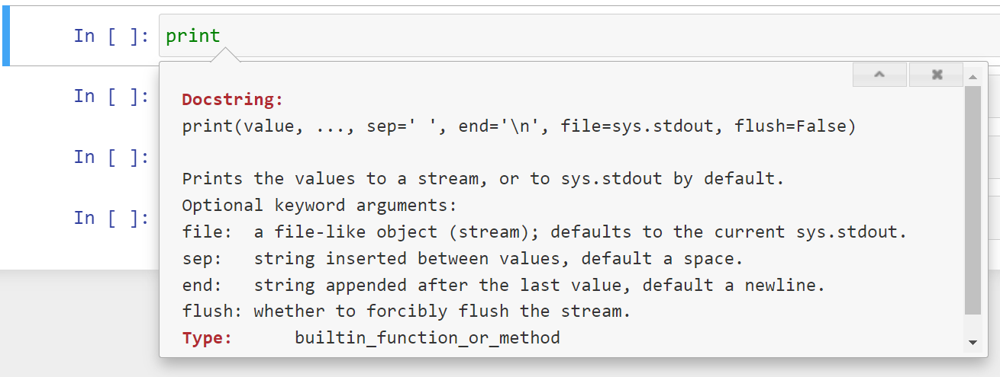 In [ ]: print
Docstring:
print(value, ..., sep=' ', end='\n', file=sys.stdout, flush=False)
Prints the values to a stream, or to sys.stdout by default.
Optional keyword arguments:
file:  a file-like object (stream); defaults to the current sys.stdout.
sep:   string inserted between values, default a space.
end:   string appended after the last value, default a newline.
flush: whether to forcibly flush the stream.
Type:      builtin_function_or_method
In [ ]:
In [ ]:
In [ ]: